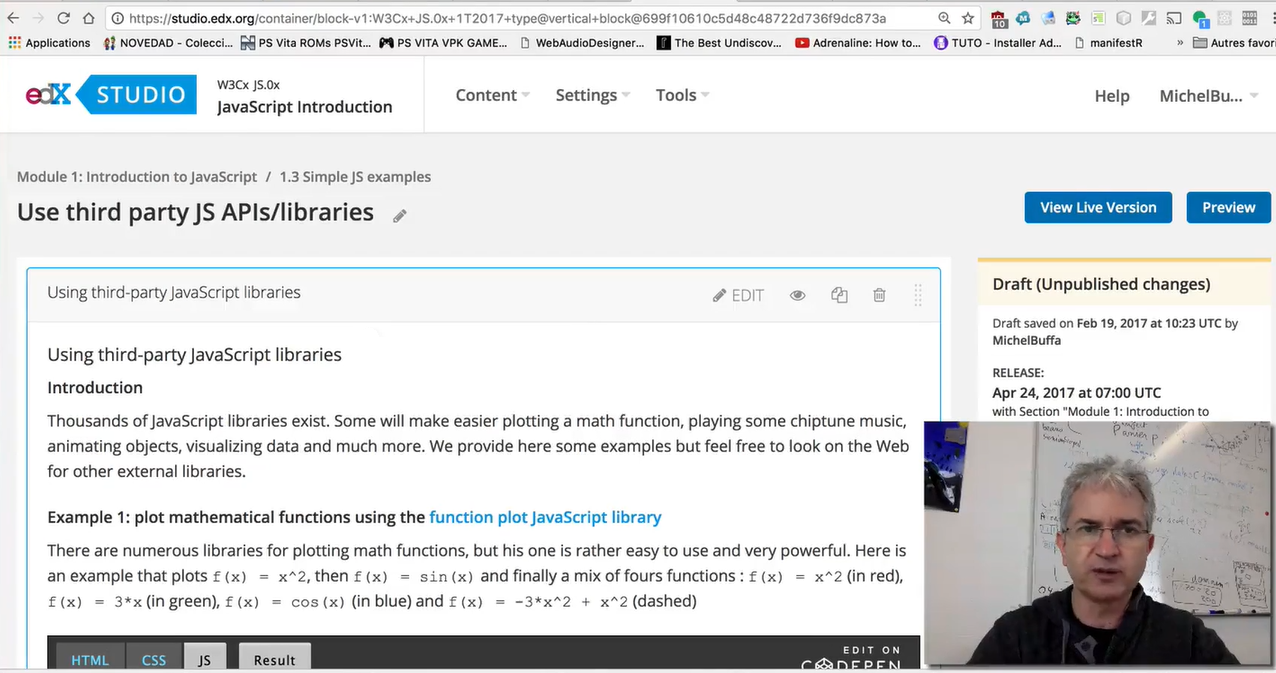 https://studio.edx.org/container/block-v1:W3Cx+JS.0x+1T2017+type@vertical+block@699f10610c5d48c48722d736f9dc873a
10
1
Applications
NOVEDAD - Colecci...
PS Vita ROMs PSVit...
PS VITA VPK GAME...
WebAudioDesigner...
The Best Undiscov...
Adrenaline: How to...
TUTO - Installer Ad...
manifestR
»
Autres favori
edX STUDIO
W3Cx JS.0x
JavaScript Introduction
Content
Settings
Tools
Help
MichelBu...
Module 1: Introduction to JavaScript / 1.3 Simple JS examples
Use third party JS APIs/libraries
View Live Version
Preview
Using third-party JavaScript libraries
EDIT
Using third-party JavaScript libraries
Introduction
Thousands of JavaScript libraries exist. Some will make easier plotting a math function, playing some chiptune music,
animating objects, visualizing data and much more. We provide here some examples but feel free to look on the Web
for other external libraries.
Example 1: plot mathematical functions using the function plot JavaScript library
There are numerous libraries for plotting math functions, but his one is rather easy to use and very powerful. Here is
an example that plots f(x) = x^2, then f(x) = sin(x) and finally a mix of fours functions : f(x) = x^2 (in red),
f(x) = 3*x (in green), f(x) = cos(x) (in blue) and f(x) = -3*x^2 + x^2 (dashed)
HTML
CSS
JS
Result
EDIT ON
CODEPEN
Draft (Unpublished changes)
Draft saved on Feb 19, 2017 at 10:23 UTC by
MichelBuffa
RELEASE:
Apr 24, 2017 at 07:00 UTC
with Section "Module 1: Introduction to